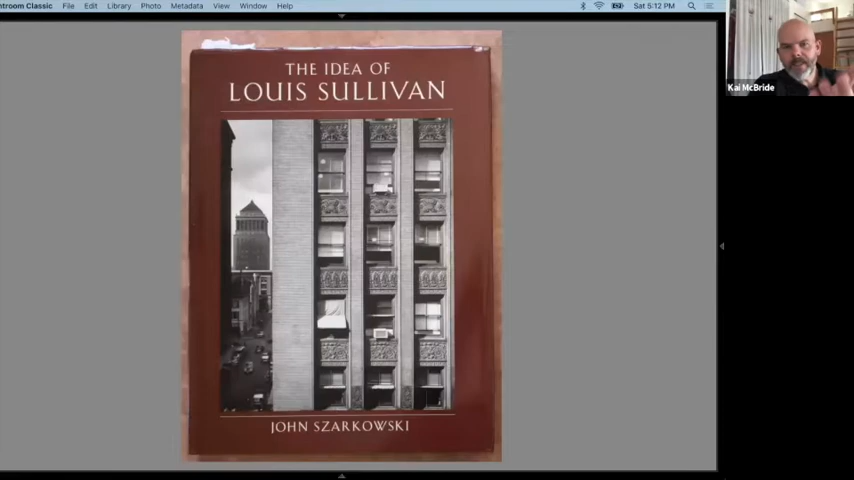 ntroom Classic File Edit Library Photo Metadata View Window Help Sat 5:12 PM
Kai McBride
THE IDEA OF
LOUIS SULLIVAN
JOHN SZARKOWSKI